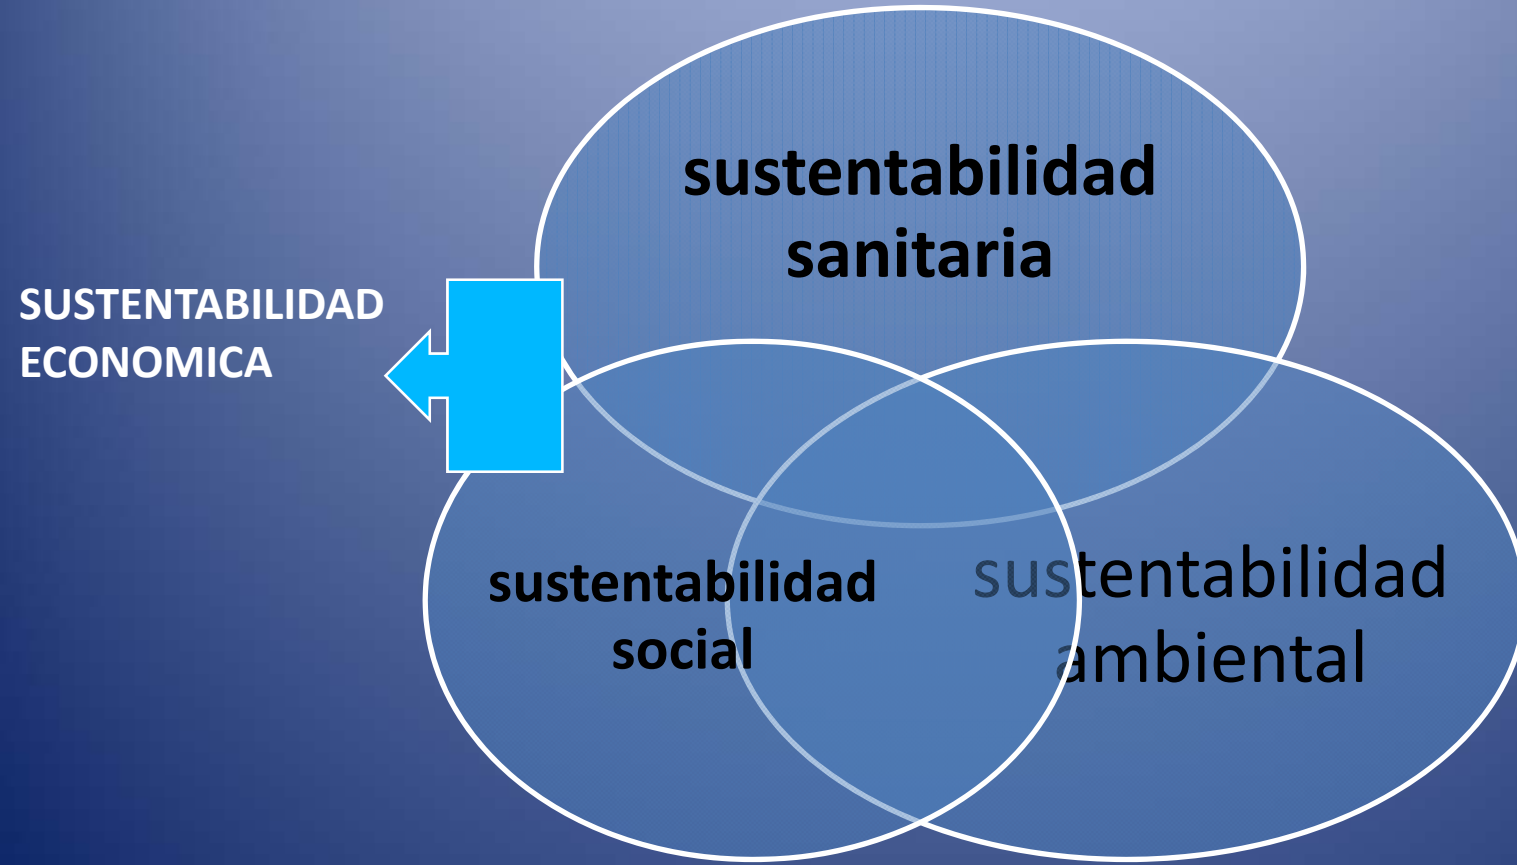 sustentabilidad
sanitaria
SUSTENTABILIDAD
ECONOMICA
sustentabilidad
social
sustentabilidad
ambiental